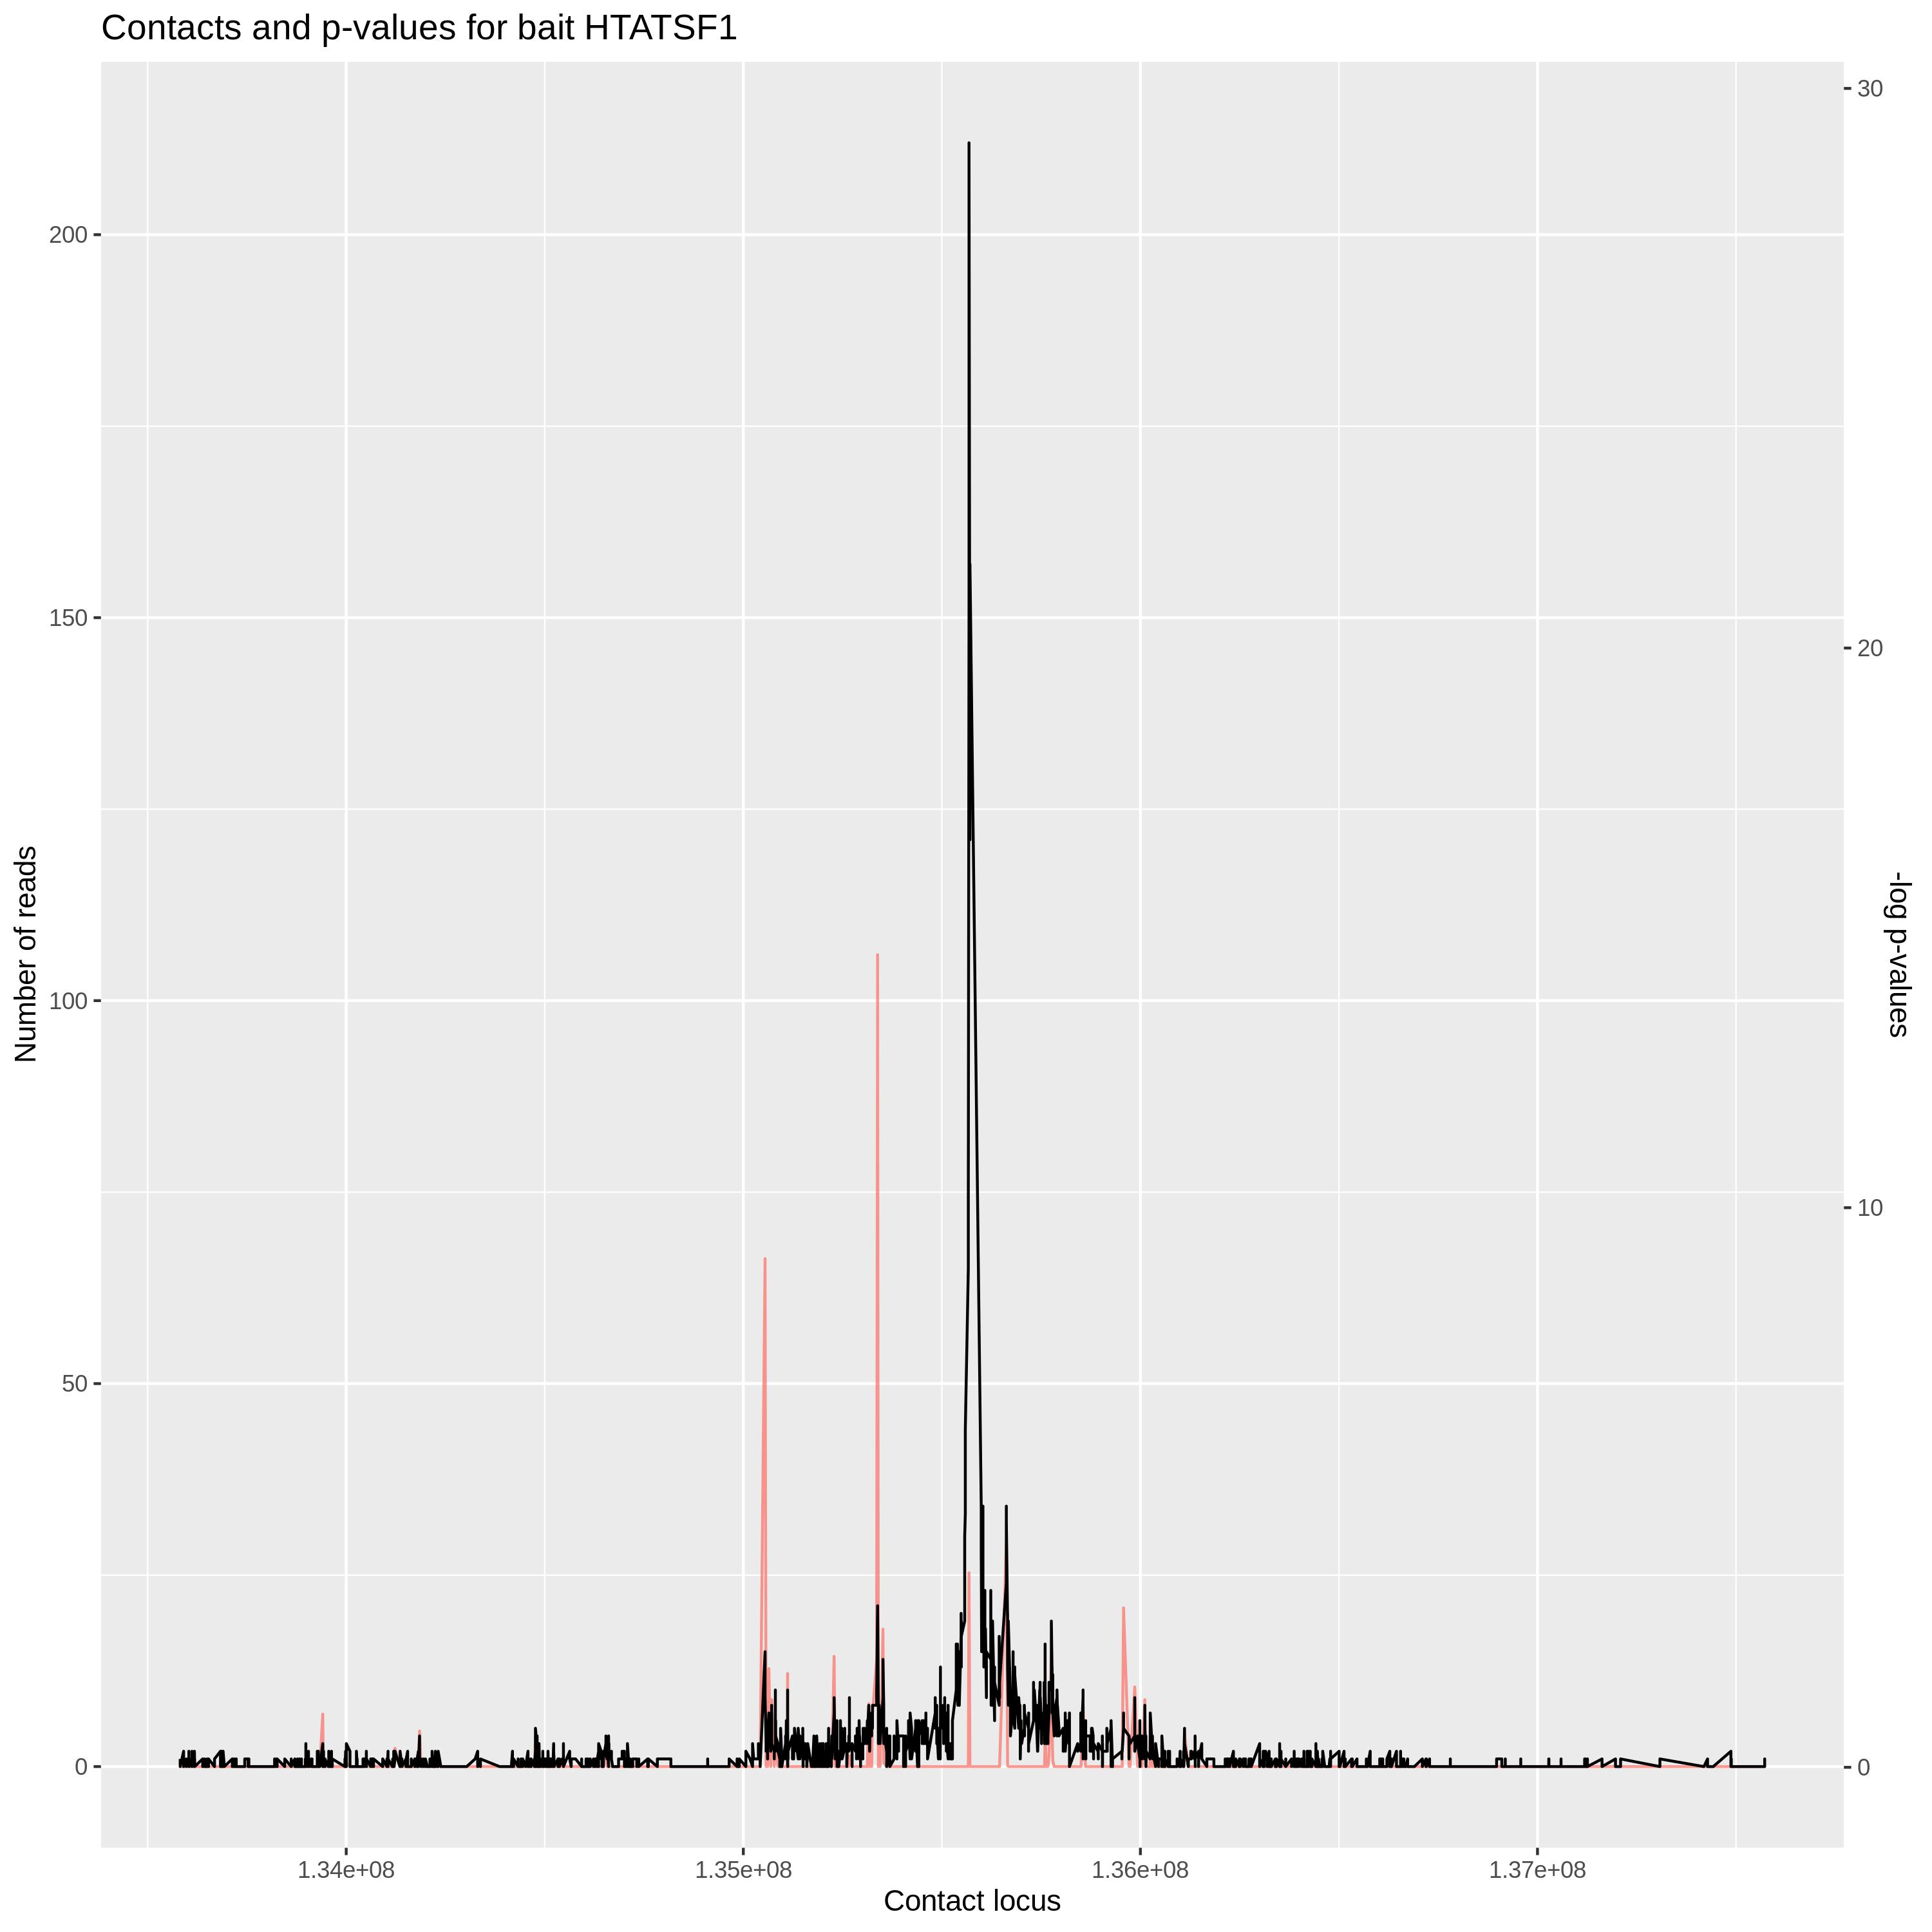 Contacts and p-values for bait HTATSF1
30
200
150
20
Number of reads
-log p-values
100
10
50
0
0
1.34e+08
1.35e+08
1.36e+08
1.37e+08
Contact locus